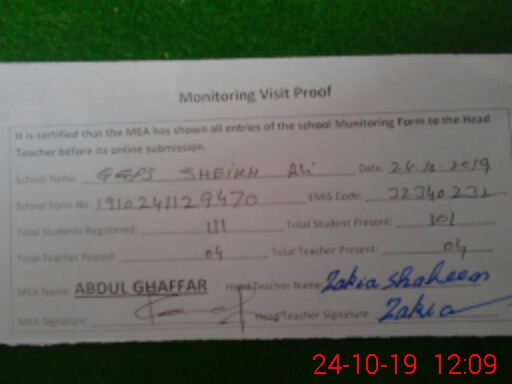 Monitoring Visit Proof
It is certified that the MEA has shown all entries of the school Monitoring Form to the Head
Teacher before its online submission.
School Name: GGPS SHEIKH Ali Date: 24.10.2019
School Form No: 1910241129470 EMIS Code: 32340232
Total Students Registered: 111 Total Student Present: 101
Total Teacher Posted: 04 Total Teacher Present: 04
MEA Name: ABDUL GHAFFAR Head Teacher Name: Zakia Shaheen
MEA Signature: Head Teacher Signature: Zakia
24-10-19 12:09